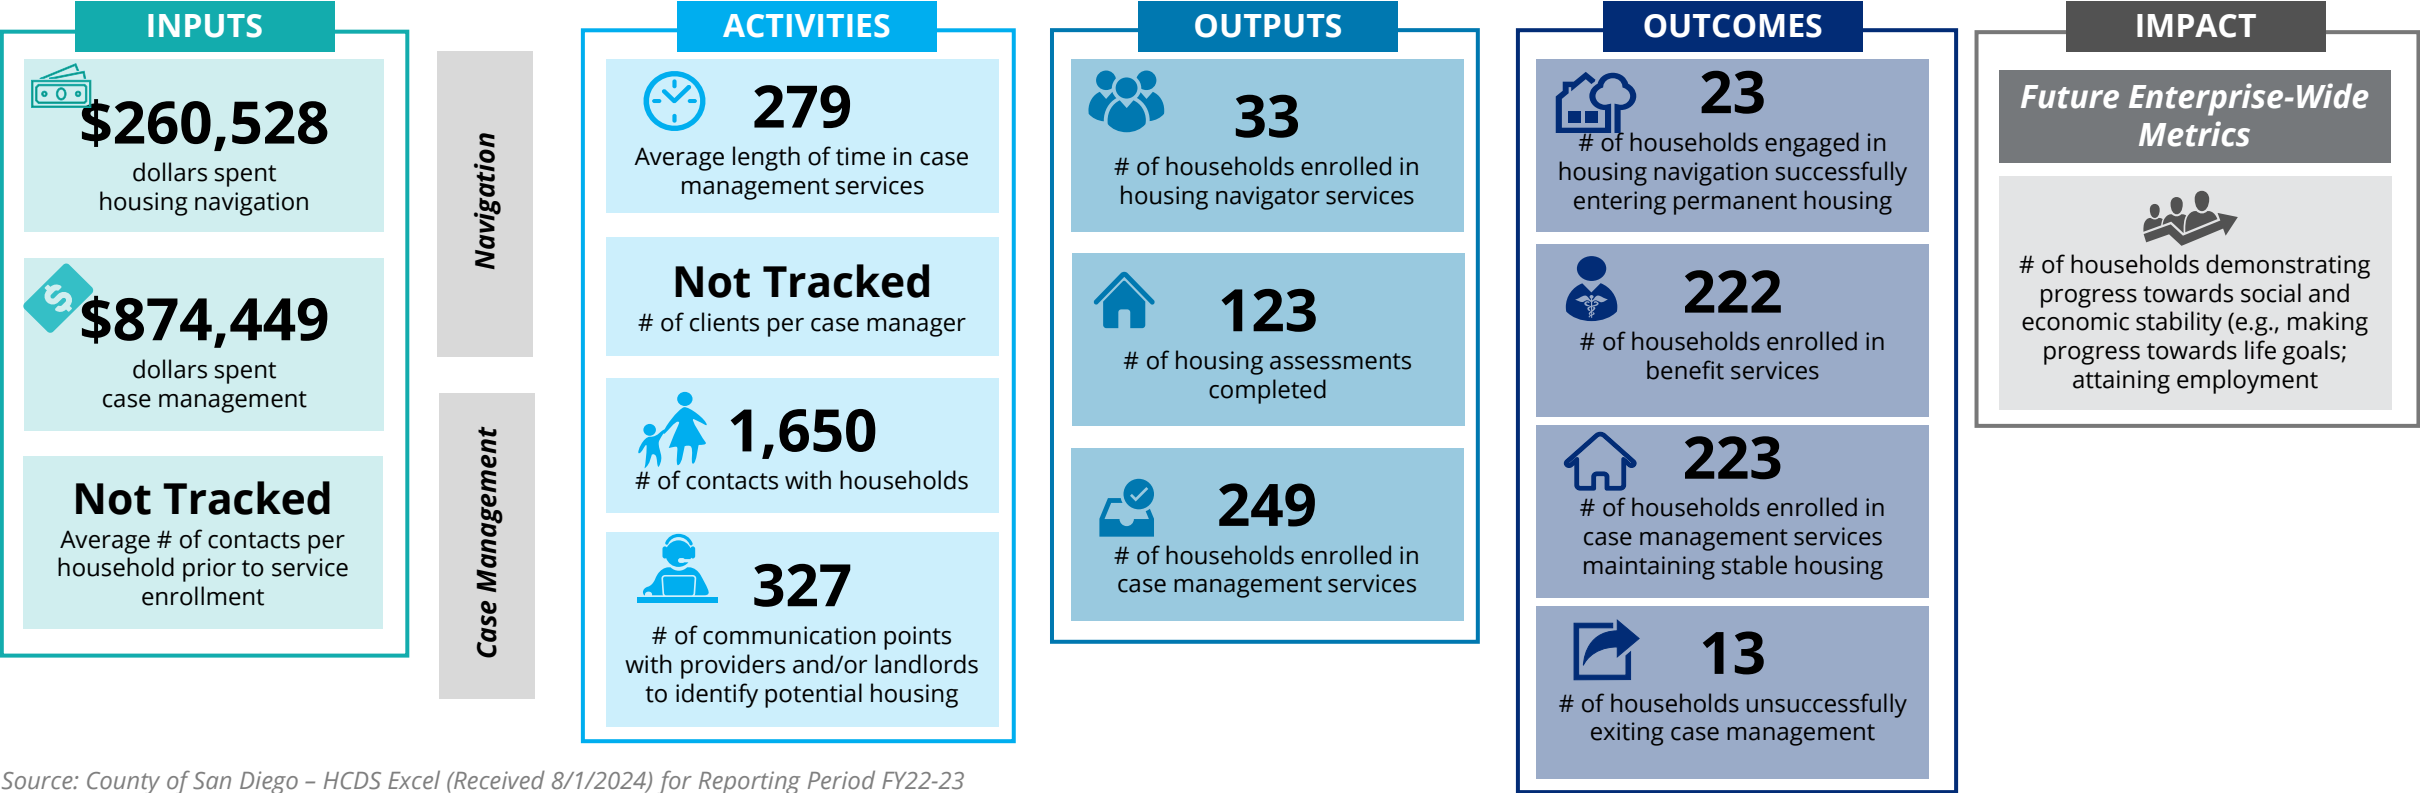 INPUTS
$260,528
dollars spent
housing navigation
$874,449
dollars spent
case management
Not Tracked
Average # of contacts per
household prior to service
enrollment
Navigation
Case Management
ACTIVITIES
279
Average length of time in case
management services
Not Tracked
# of clients per case manager
1,650
# of contacts with households
327
# of communication points
with providers and/or landlords
to identify potential housing
OUTPUTS
33
# of households enrolled in
housing navigator services
123
# of housing assessments
completed
249
# of households enrolled in
case management services
OUTCOMES
23
# of households engaged in
housing navigation successfully
entering permanent housing
222
# of households enrolled in
benefit services
223
# of households enrolled in
case management services
maintaining stable housing
13
# of households unsuccessfully
exiting case management
IMPACT
Future Enterprise-Wide
Metrics
# of households demonstrating
progress towards social and
economic stability (e.g., making
progress towards life goals;
attaining employment
Source: County of San Diego – HCDS Excel (Received 8/1/2024) for Reporting Period FY22-23